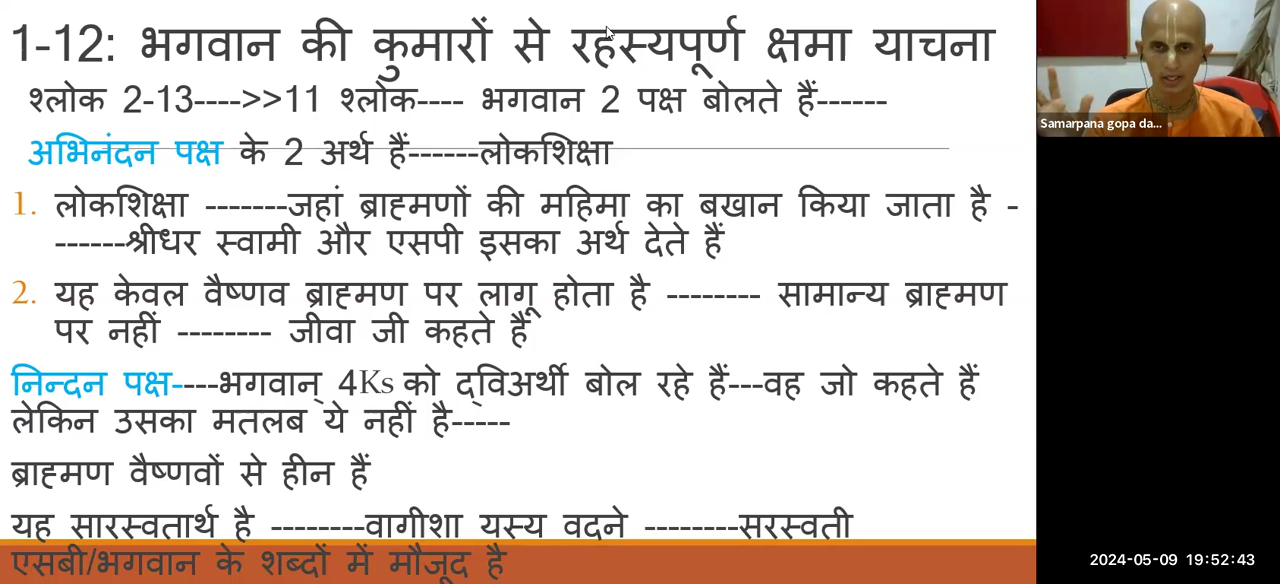 1-12: भगवान की कुमारों से रहस्यपूर्ण क्षमा याचना
श्लोक 2-13---->>11 श्लोक---- भगवान 2 पक्ष बोलते हैं------
अभिनंदन पक्ष के 2 अर्थ हैं------लोकशिक्षा
1. लोकशिक्षा -------जहां ब्राह्मणों की महिमा का बखान किया जाता है -
------श्रीधर स्वामी और एसपी इसका अर्थ देते हैं
2. यह केवल वैष्णव ब्राह्मण पर लागू होता है -------- सामान्य ब्राह्मण
पर नहीं -------- जीवा जी कहते हैं
निन्दन पक्ष----भगवान् 4Ks को द्विअर्थी बोल रहे हैं---वह जो कहते हैं
लेकिन उसका मतलब ये नहीं है-----
ब्राह्मण वैष्णवों से हीन हैं
यह सारस्वतार्थ है --------वागीशा यस्य वदने --------सरस्वती
एसबी/भगवान के शब्दों में मौजूद है
Samarpana gopa da...
2024-05-09 19:52:43